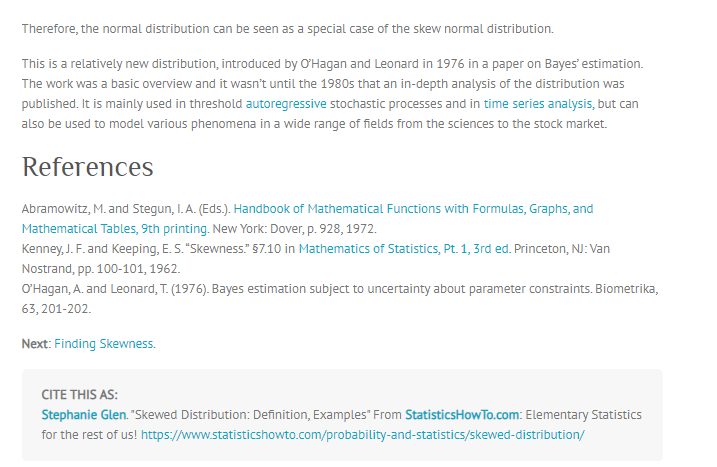 Therefore, the normal distribution can be seen as a special case of the skew normal distribution.
This is a relatively new distribution, introduced by O'Hagan and Leonard in 1976 in a paper on Bayes' estimation.
The work was a basic overview and it wasn't until the 1980s that an in-depth analysis of the distribution was
published. It is mainly used in threshold autoregressive stochastic processes and in time series analysis, but can
also be used to model various phenomena in a wide range of fields from the sciences to the stock market.
References
Abramowitz, M. and Stegun, I. A. (Eds.). Handbook of Mathematical Functions with Formulas, Graphs, and
Mathematical Tables, 9th printing. New York: Dover, p. 928, 1972.
Kenney, J. F. and Keeping, E. S. "Skewness." §7.10 in Mathematics of Statistics, Pt. 1, 3rd ed. Princeton, NJ: Van
Nostrand, pp. 100-101, 1962.
O'Hagan, A. and Leonard, T. (1976). Bayes estimation subject to uncertainty about parameter constraints. Biometrika,
63, 201-202.
Next: Finding Skewness.
CITE THIS AS:
Stephanie Glen. "Skewed Distribution: Definition, Examples" From StatisticsHowTo.com: Elementary Statistics
for the rest of us! https://www.statisticshowto.com/probability-and-statistics/skewed-distribution/